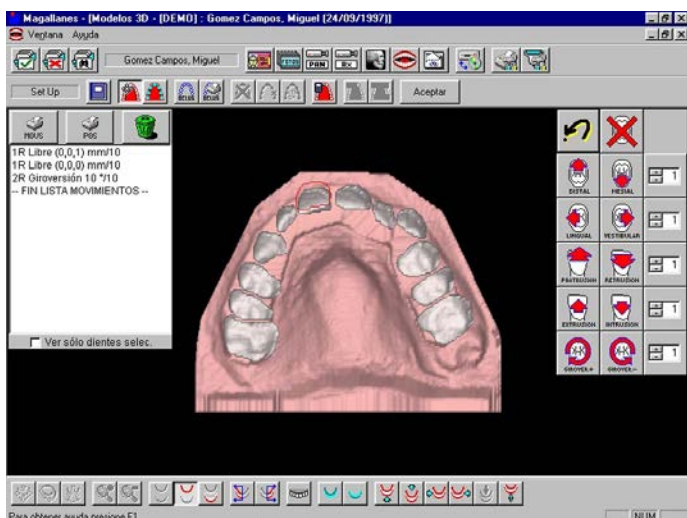 Magallanes - [Modelos 3D - [DEMO] : Gomez Campos, Miguel (24/09/1997)]
Ventana Ayuda
Gomez Campos, Miguel
PAN
RX
Set Up
Aceptar
MOVS
POS
1R Libre (0,0,1) mm/10
1R Libre (0,0,0) mm/10
2R Giroversión 10 °/10
-- FIN LISTA MOVIMIENTOS --
Ver sólo dientes selec.
DISTAL
MESIAL
1
LINGUAL
VESTIBULAR
1
PROTRUSION
RETRUSION
1
EXTRUSION
INTRUSION
1
GIROVER.+
GIROVER.-
1
Para obtener ayuda presione F1
NUM